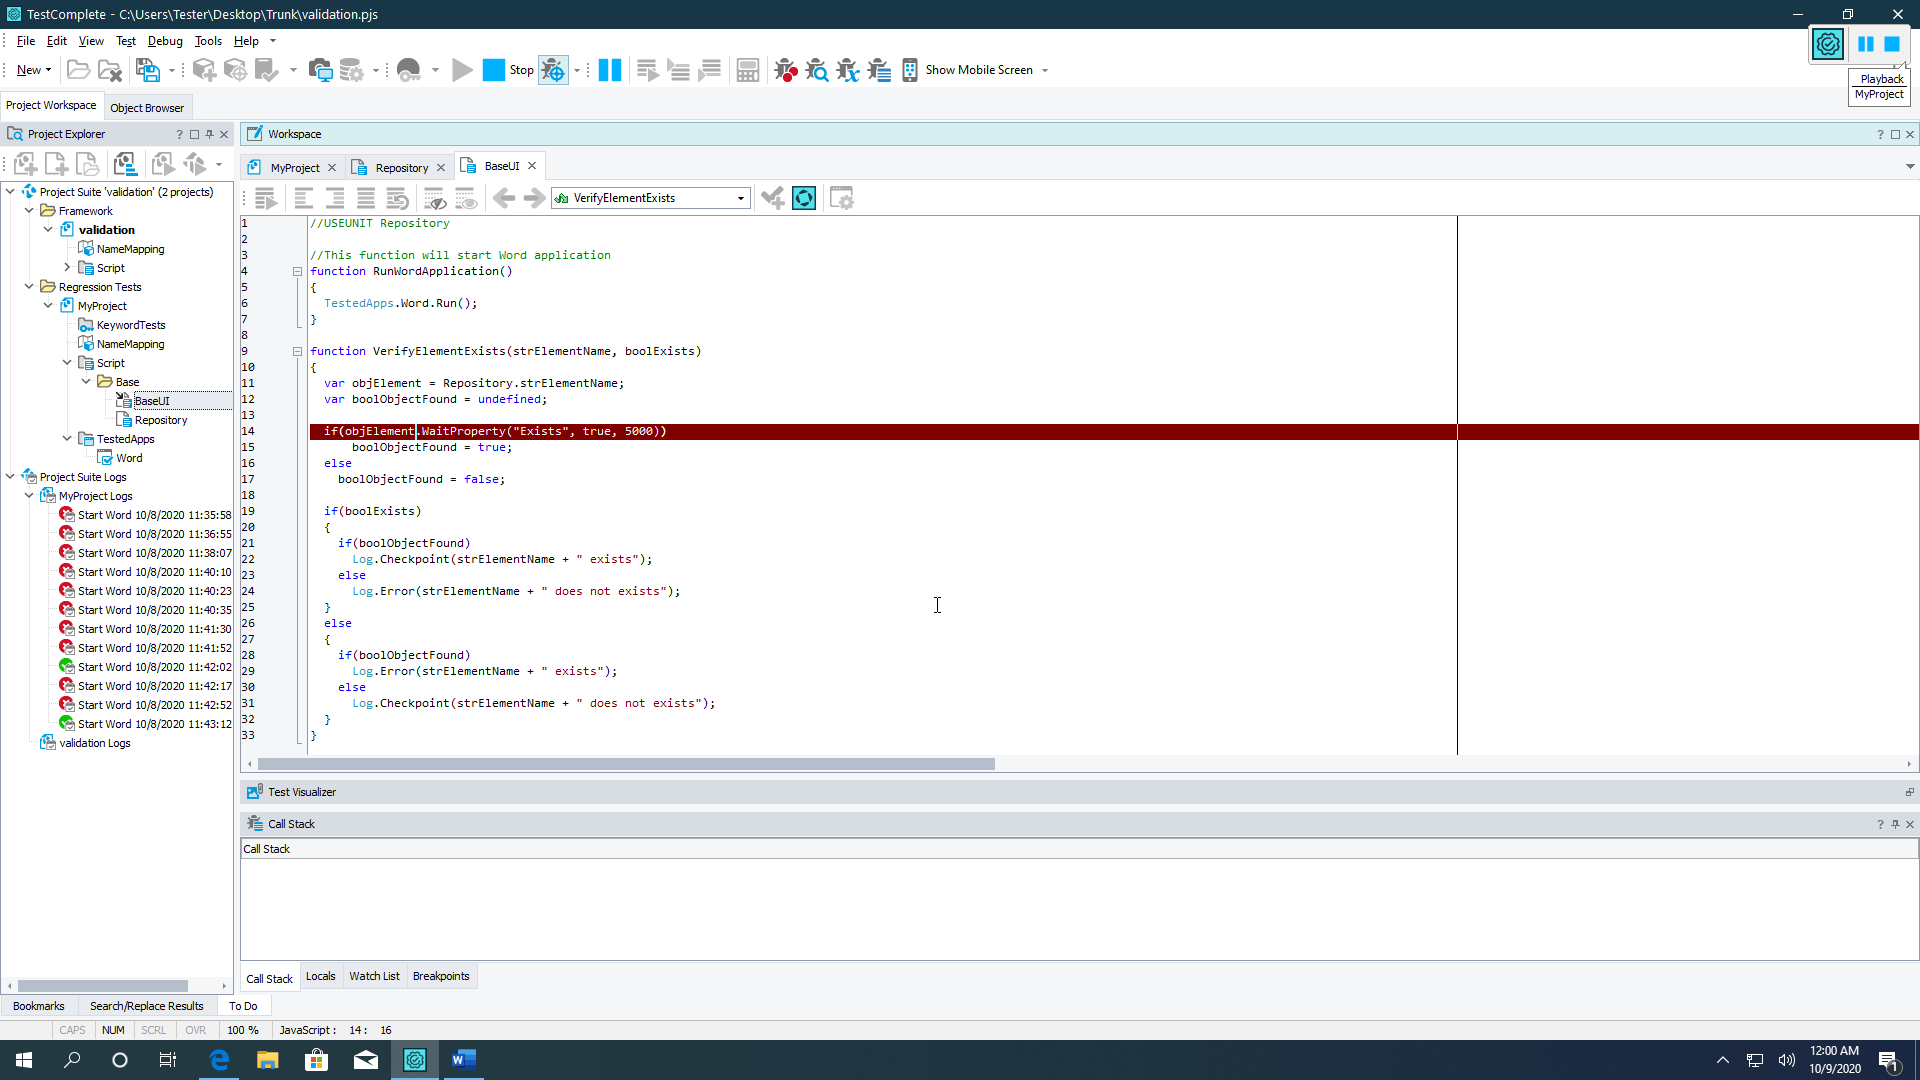 TestComplete - C:\Users\Tester\Desktop\Trunk\validation.pjs
File Edit View Test Debug Tools Help
New Stop Show Mobile Screen
Playback
MyProject
Project Workspace Object Browser
Project Explorer
Project Suite 'validation' (2 projects)
Framework
validation
NameMapping
Script
Regression Tests
MyProject
KeywordTests
NameMapping
Script
Base
BaseUI
Repository
TestedApps
Word
Project Suite Logs
MyProject Logs
Start Word 10/8/2020 11:35:58
Start Word 10/8/2020 11:36:55
Start Word 10/8/2020 11:38:07
Start Word 10/8/2020 11:40:10
Start Word 10/8/2020 11:40:23
Start Word 10/8/2020 11:40:35
Start Word 10/8/2020 11:41:30
Start Word 10/8/2020 11:41:52
Start Word 10/8/2020 11:42:02
Start Word 10/8/2020 11:42:17
Start Word 10/8/2020 11:42:52
Start Word 10/8/2020 11:43:12
validation Logs
Workspace
MyProject Repository BaseUI
VerifyElementExists
1 //USEUNIT Repository
2
3 //This function will start Word application
4 function RunWordApplication()
5 {
6 TestedApps.Word.Run();
7 }
8
9 function VerifyElementExists(strElementName, boolExists)
10 {
11 var objElement = Repository.strElementName;
12 var boolObjectFound = undefined;
13
14 if(objElement.WaitProperty("Exists", true, 5000))
15 boolObjectFound = true;
16 else
17 boolObjectFound = false;
18
19 if(boolExists)
20 {
21 if(boolObjectFound)
22 Log.Checkpoint(strElementName + " exists");
23 else
24 Log.Error(strElementName + " does not exists");
25 }
26 else
27 {
28 if(boolObjectFound)
29 Log.Error(strElementName + " exists");
30 else
31 Log.Checkpoint(strElementName + " does not exists");
32 }
33 }
Test Visualizer
Call Stack
Call Stack
Call Stack Locals Watch List Breakpoints
Bookmarks Search/Replace Results To Do
CAPS NUM SCRL OVR 100 % JavaScript : 14 : 16
12:00 AM
10/9/2020
1